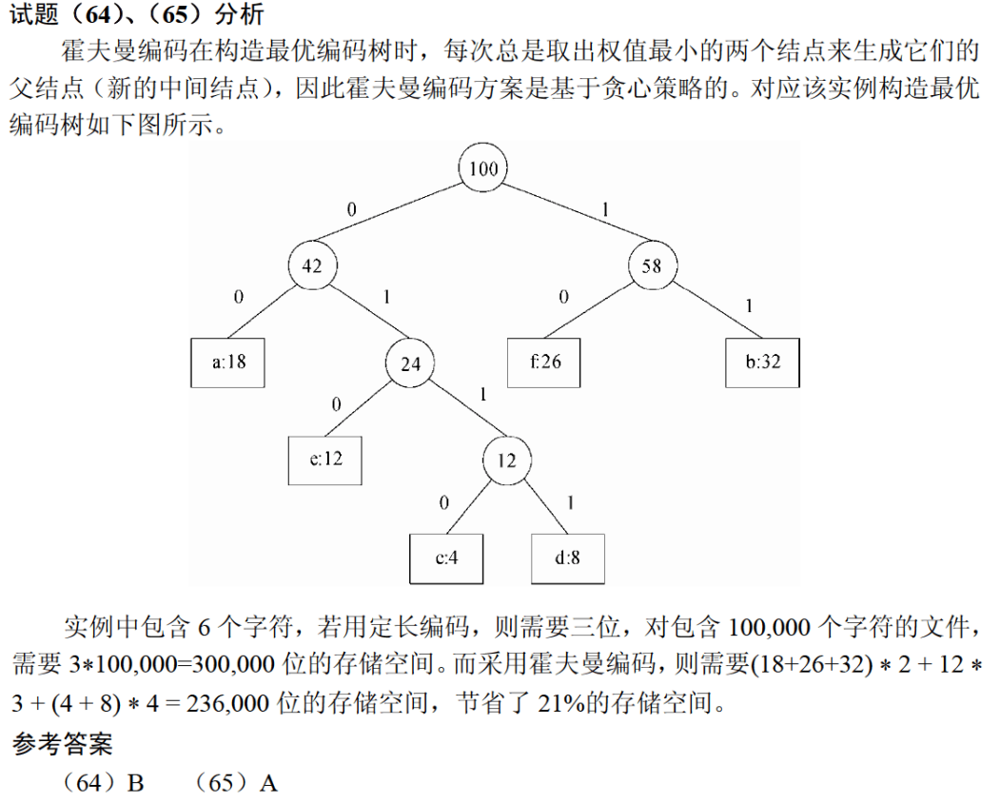 试题（64）、（65）分析
霍夫曼编码在构造最优编码树时，每次总是取出权值最小的两个结点来生成它们的
父结点（新的中间结点），因此霍夫曼编码方案是基于贪心策略的。对应该实例构造最优
编码树如下图所示。
100
0 1
42 58
0 1 0 1
a:18 24 f:26 b:32
0 1
e:12 12
0 1
c:4 d:8
实例中包含 6 个字符，若用定长编码，则需要三位，对包含 100,000 个字符的文件，
需要 3*100,000=300,000 位的存储空间。而采用霍夫曼编码，则需要(18+26+32) * 2 + 12 *
3 + (4 + 8) * 4 = 236,000 位的存储空间，节省了 21%的存储空间。
参考答案
（64）B （65）A